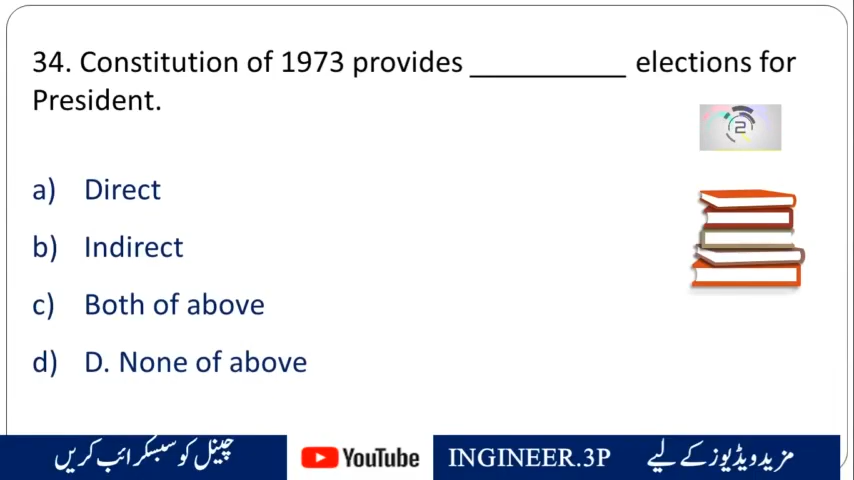 34. Constitution of 1973 provides __________ elections for
President.
2
a) Direct
b) Indirect
c) Both of above
d) D. None of above
چینل کو سبسکرائب کریں
YouTube
INGINEER.3P
مزید ویڈیوز کے لیے